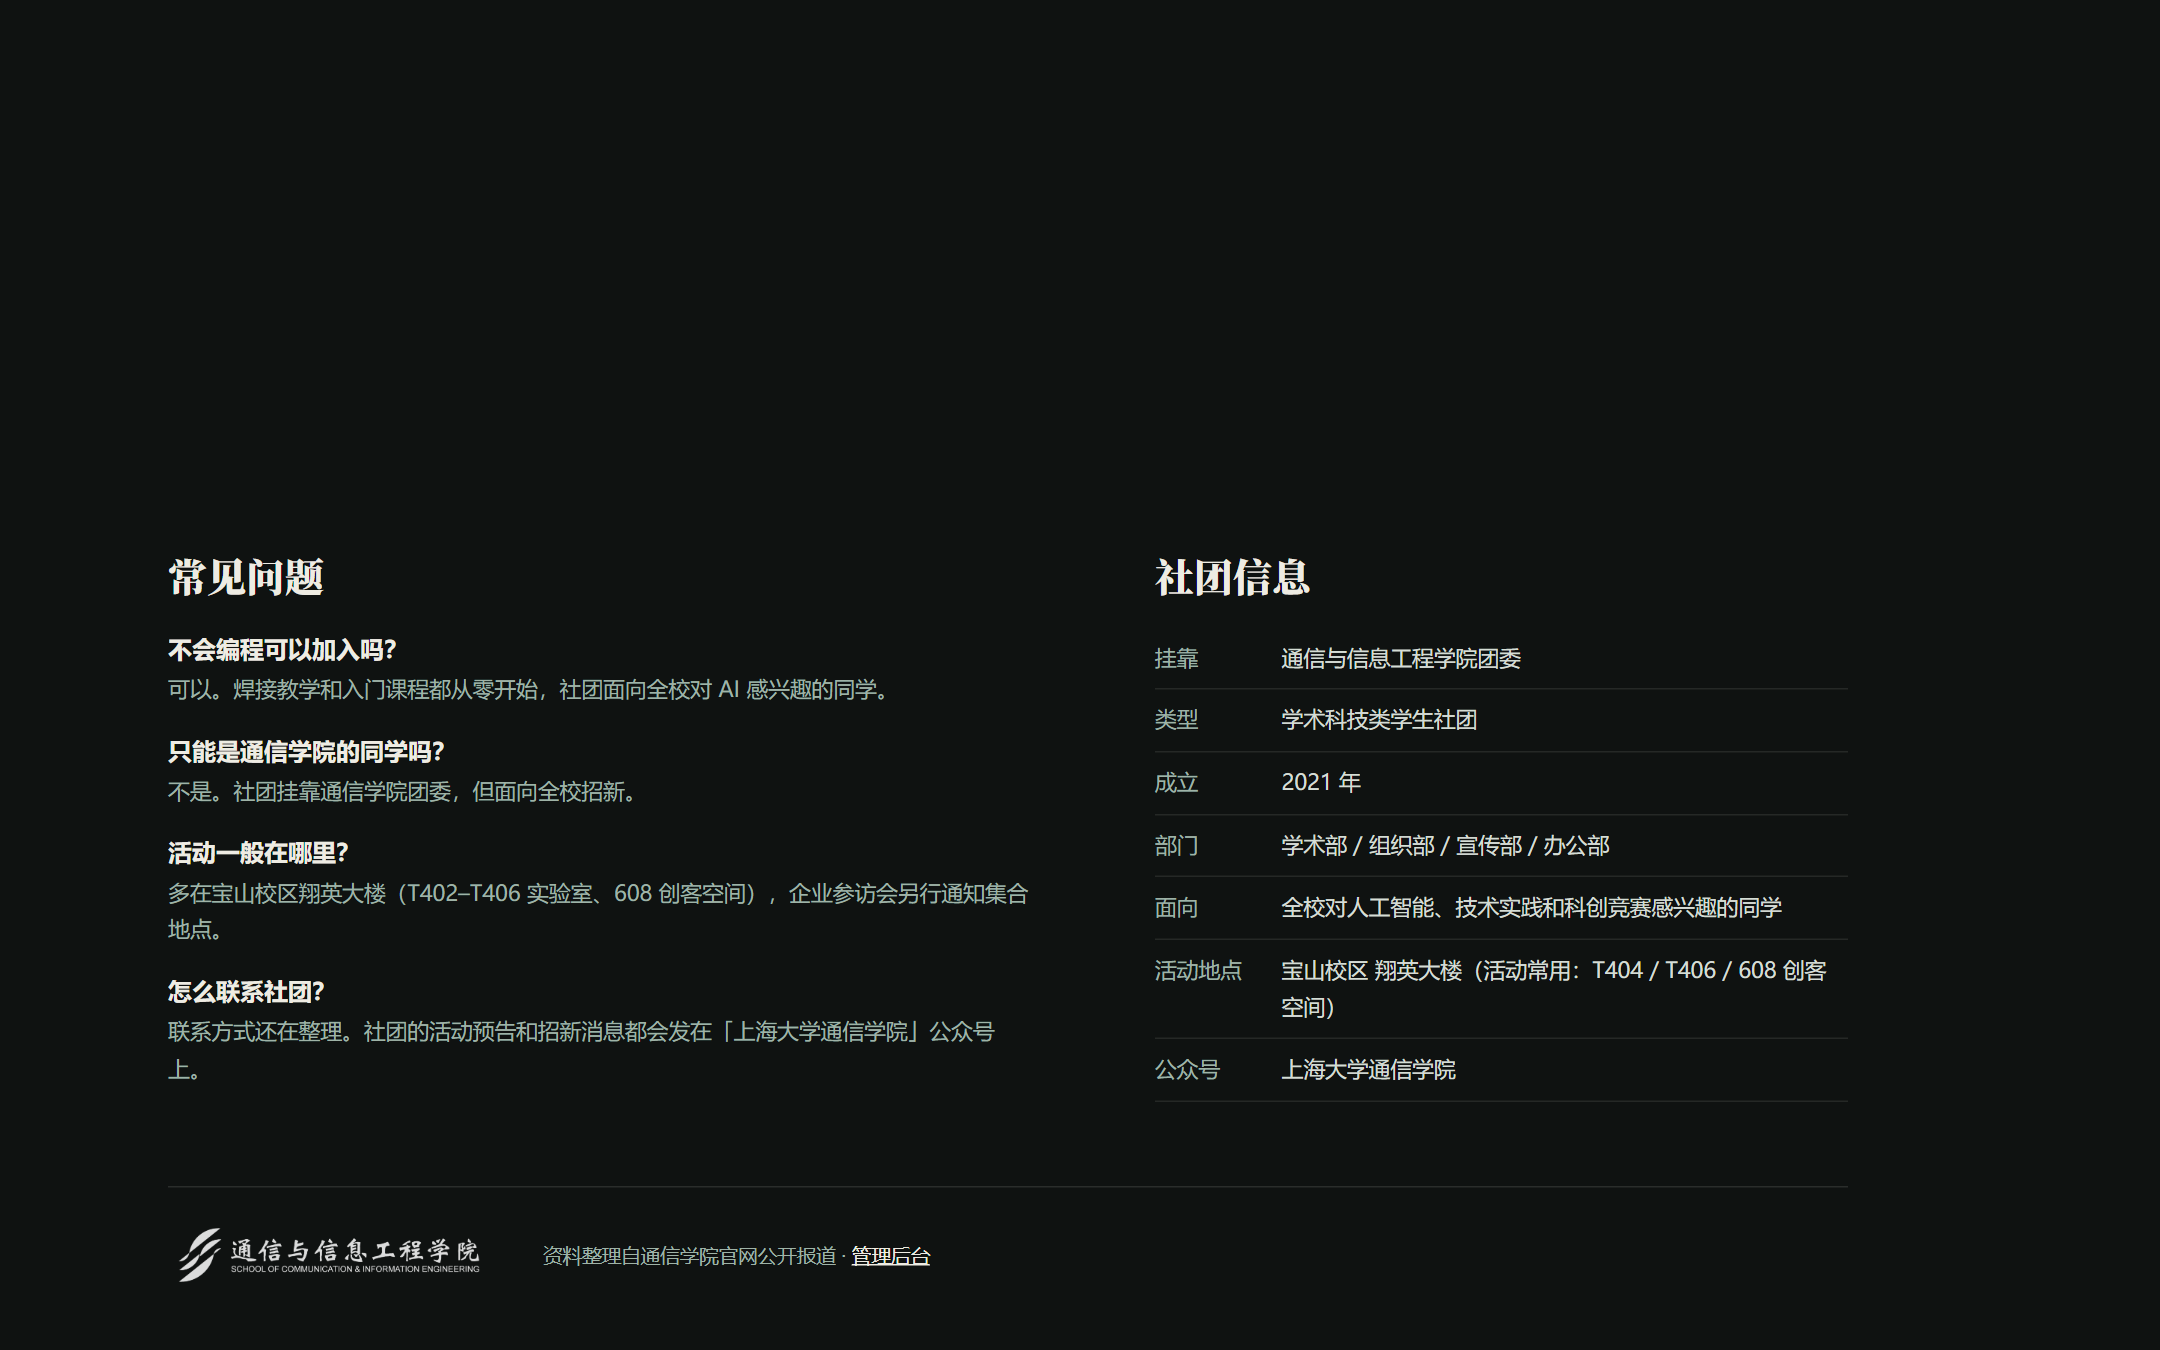 常见问题
不会编程可以加入吗？
可以。焊接教学和入门课程都从零开始，社团面向全校对 AI 感兴趣的同学。
只能是通信学院的同学吗？
不是。社团挂靠通信学院团委，但面向全校招新。
活动一般在哪里？
多在宝山校区翔英大楼（T402–T406 实验室、608 创客空间），企业参访会另行通知集合
地点。
怎么联系社团？
联系方式还在整理。社团的活动预告和招新消息都会发在「上海大学通信学院」公众号
上。
社团信息
挂靠 通信与信息工程学院团委
类型 学术科技类学生社团
成立 2021 年
部门 学术部 / 组织部 / 宣传部 / 办公部
面向 全校对人工智能、技术实践和科创竞赛感兴趣的同学
活动地点 宝山校区 翔英大楼（活动常用：T404 / T406 / 608 创客
空间）
公众号 上海大学通信学院
通信与信息工程学院
SCHOOL OF COMMUNICATION & INFORMATION ENGINEERING
资料整理自通信学院官网公开报道 · 管理后台